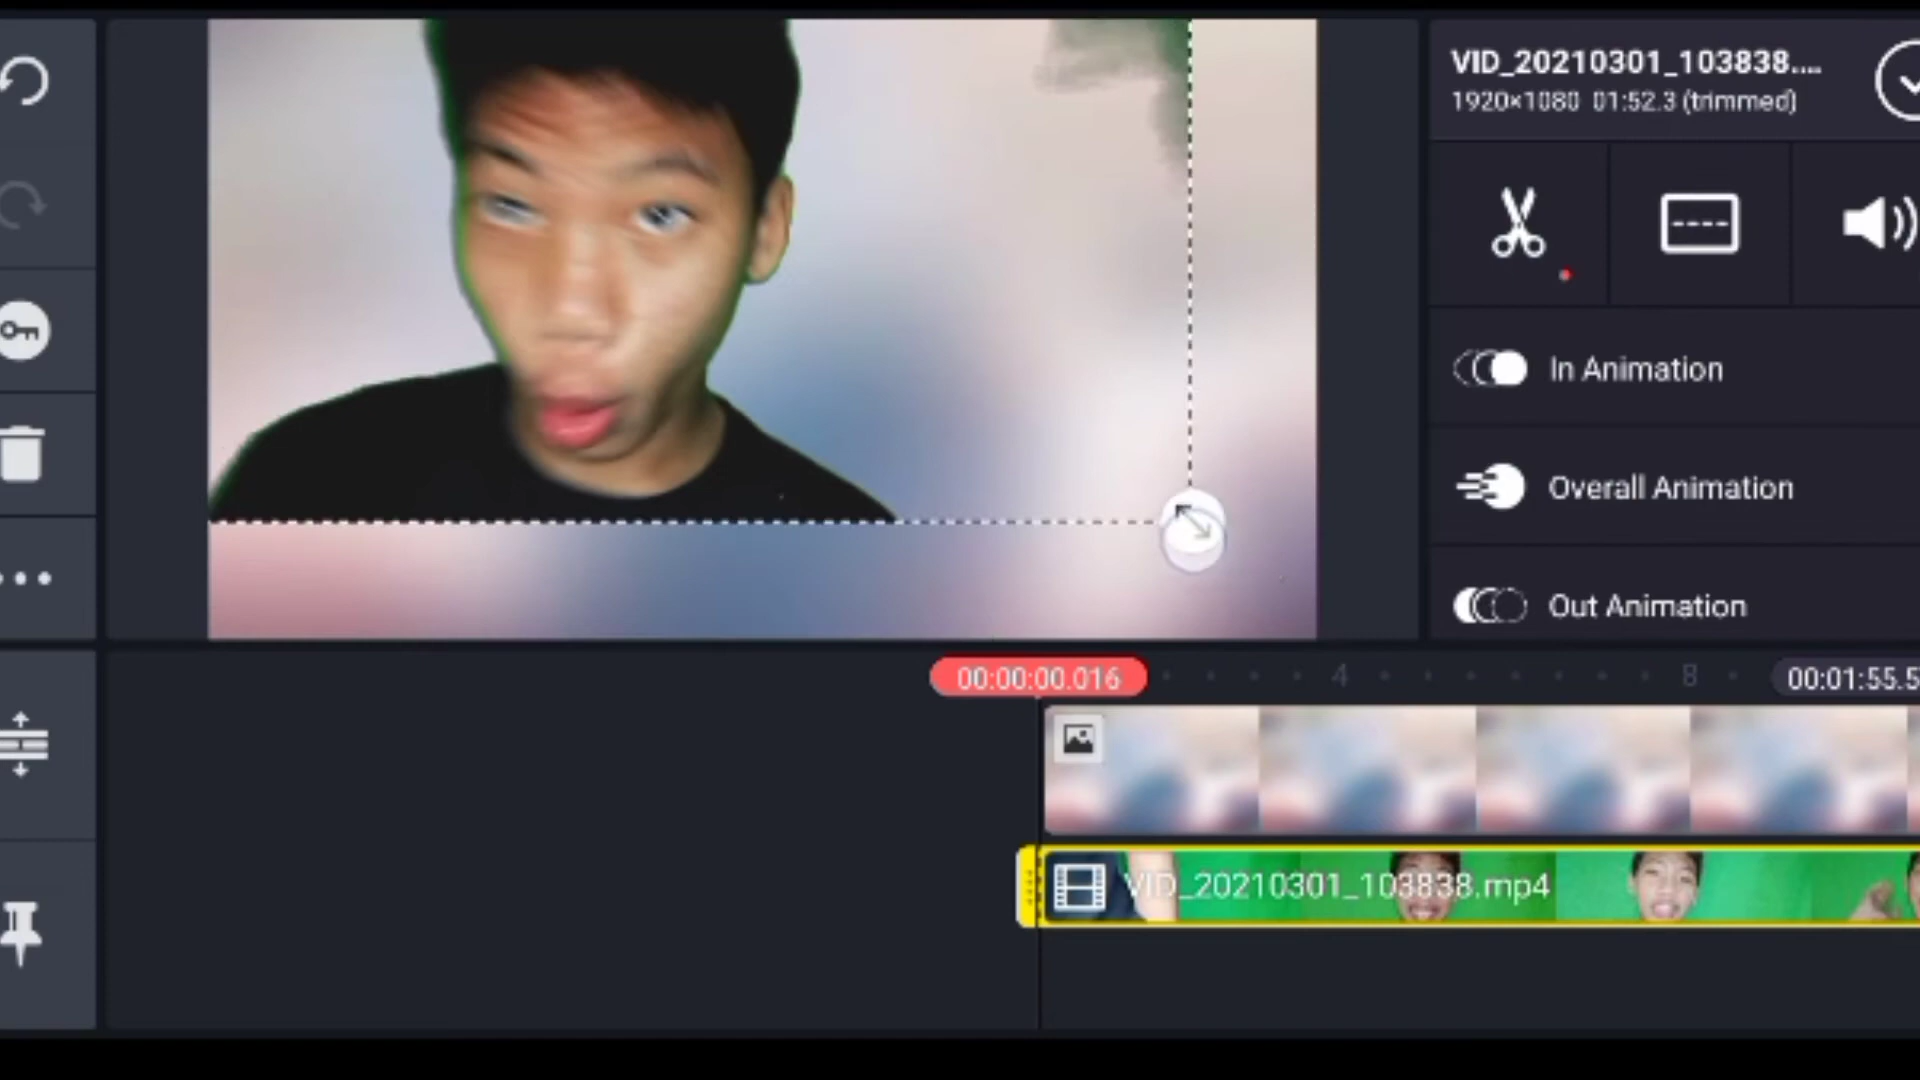 VID_20210301_103838....
1920×1080 01:52.3 (trimmed)
In Animation
Overall Animation
Out Animation
00:00:00.016
4
8
00:01:55.5
VID_20210301_103838.mp4